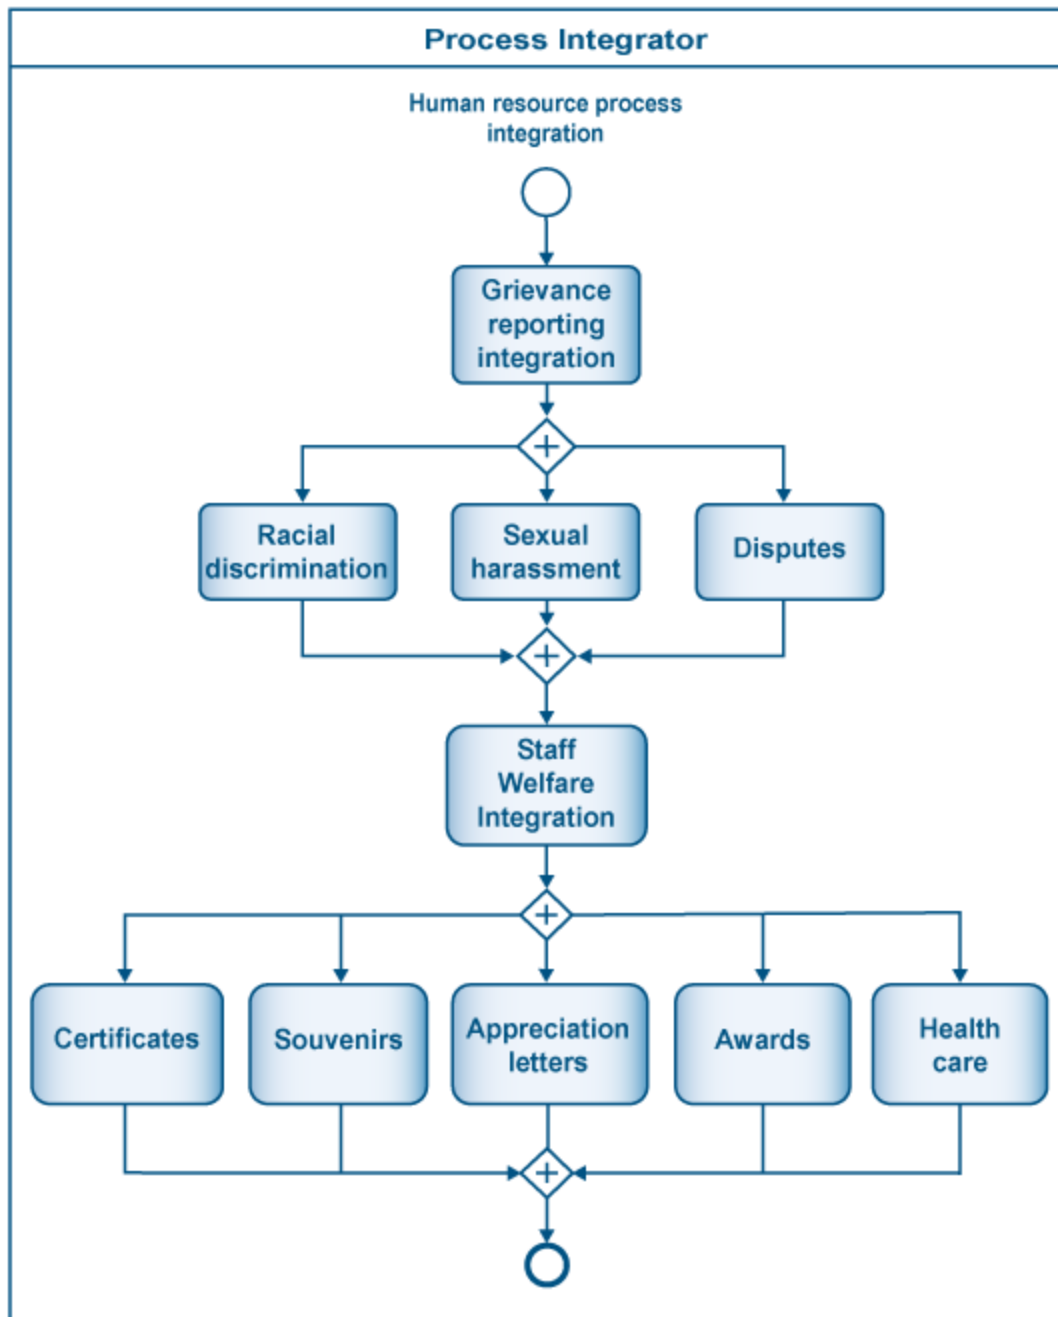 Process Integrator
Human resource process
integration
Grievance
reporting
integration
Racial
discrimination
Sexual
harassment
Disputes
Staff
Welfare
Integration
Certificates
Souvenirs
Appreciation
letters
Awards
Health
care